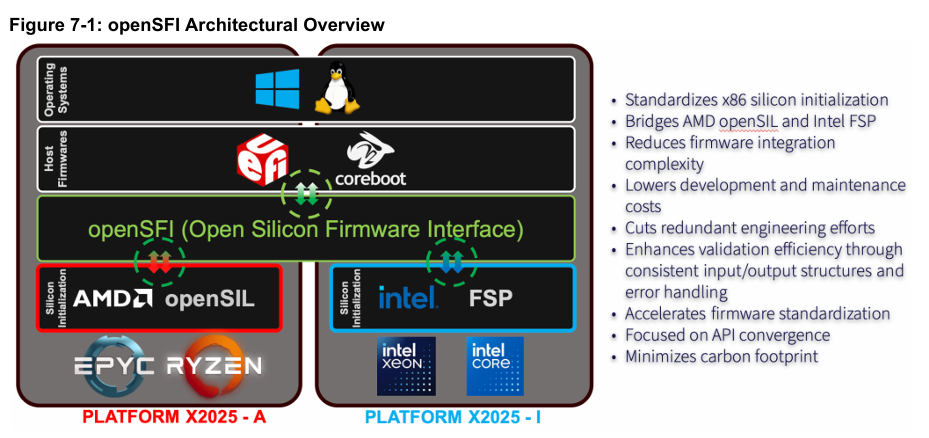 Figure 7-1: openSFI Architectural Overview
Operating
Systems
Host
Firmwares
UEFI
coreboot
openSFI (Open Silicon Firmware Interface)
Silicon
Initialization
AMD openSIL
Silicon
Initialization
intel. FSP
EPYC RYZEN
intel
XEON
intel
CORE
PLATFORM X2025 - A
PLATFORM X2025 - I
• Standardizes x86 silicon initialization
• Bridges AMD openSIL and Intel FSP
• Reduces firmware integration
complexity
• Lowers development and maintenance
costs
• Cuts redundant engineering efforts
• Enhances validation efficiency through
consistent input/output structures and
error handling
• Accelerates firmware standardization
• Focused on API convergence
• Minimizes carbon footprint